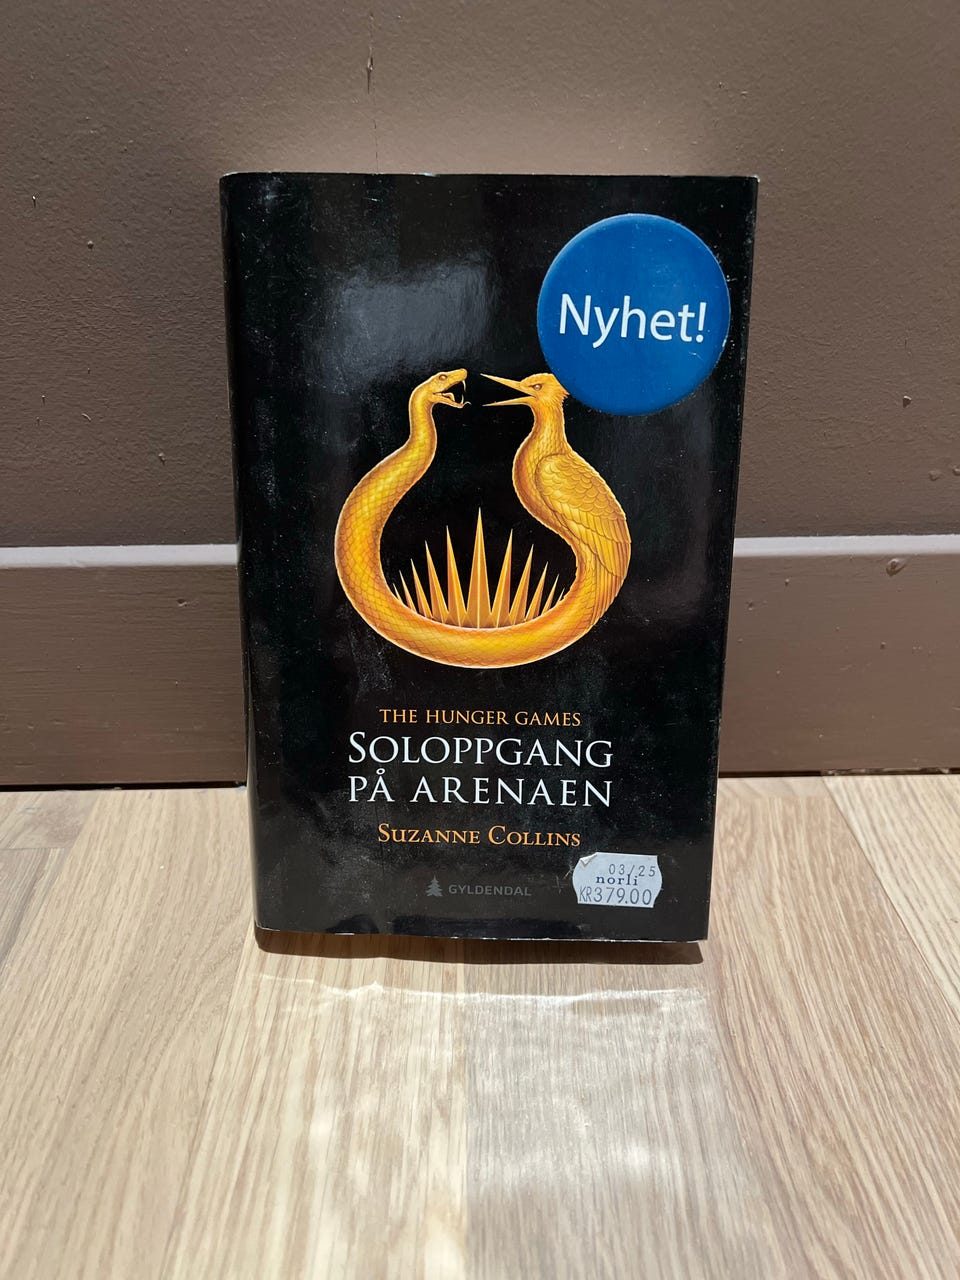 Nyhet!
THE HUNGER GAMES
SOLOPPGANG
PÅ ARENAEN
SUZANNE COLLINS
GYLDENDAL
03/25
norli
KR379.00